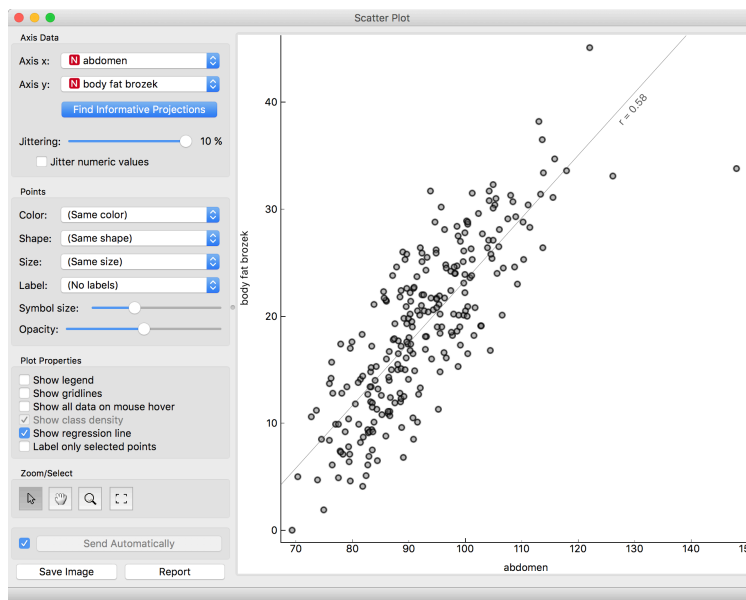 Scatter Plot
Axis Data
Axis x: N abdomen
Axis y: N body fat brozek
Find Informative Projections
Jittering: 10 %
Jitter numeric values
Points
Color: (Same color)
Shape: (Same shape)
Size: (Same size)
Label: (No labels)
Symbol size:
Opacity:
Plot Properties
Show legend
Show gridlines
Show all data on mouse hover
Show class density
Show regression line
Label only selected points
Zoom/Select
Send Automatically
Save Image Report
body fat brozek
40
30
20
10
0
r = 0.58
70 80 90 100 110 120 130 140
abdomen